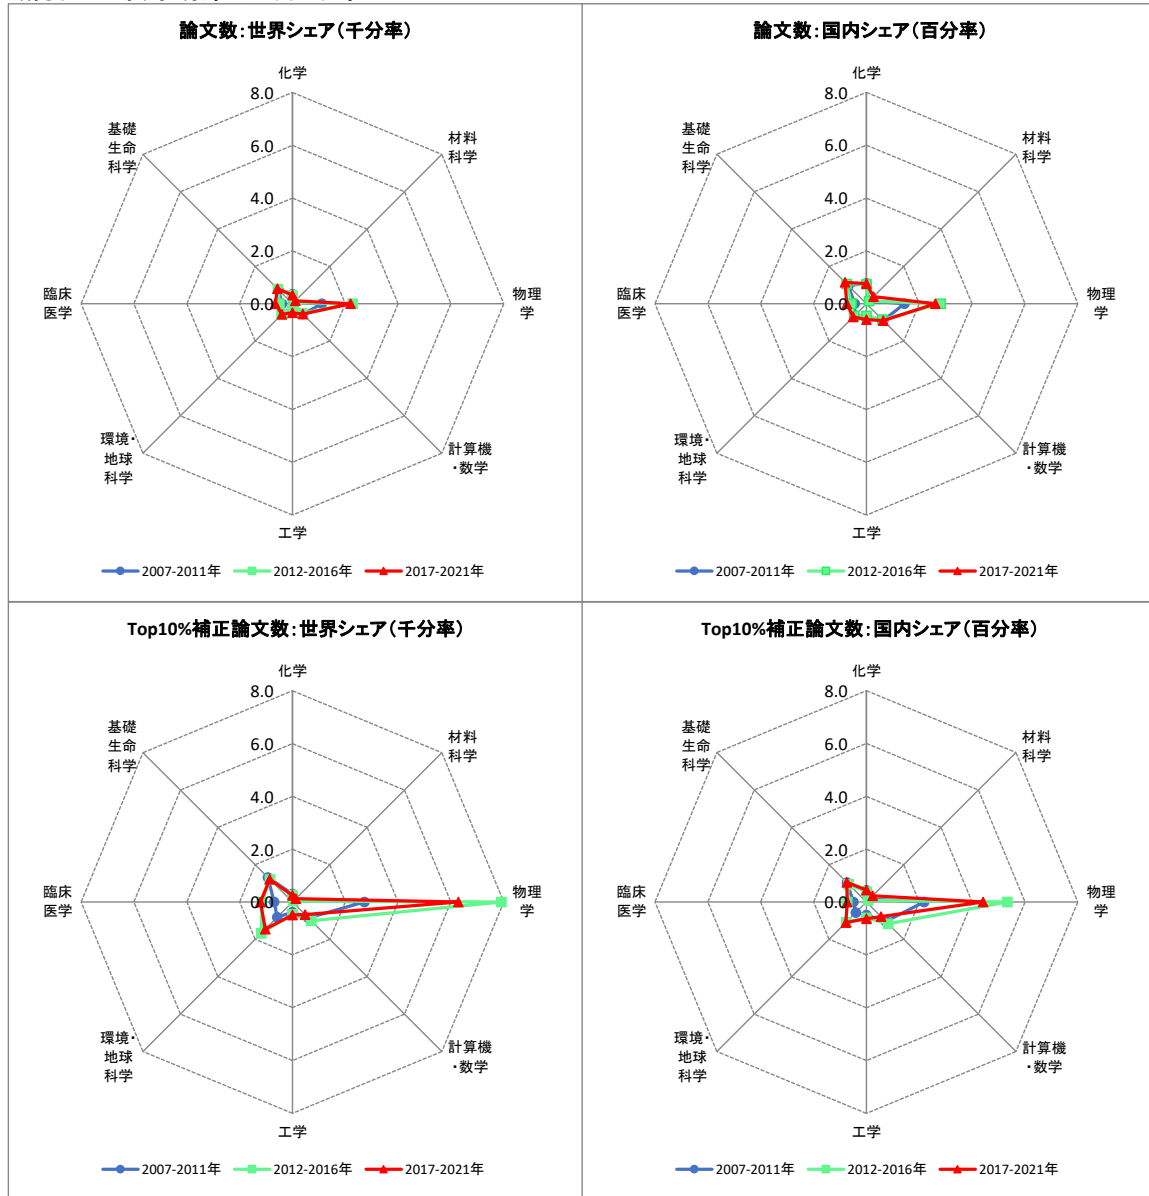 論文数:世界シェア(千分率)
化学
8.0
6.0
4.0
2.0
0.0
材料
科学
物理
学
計算機
・数学
工学
環境・
地球
科学
臨床
医学
基礎
生命
科学
2007-2011年
2012-2016年
2017-2021年
論文数:国内シェア(百分率)
化学
8.0
6.0
4.0
2.0
0.0
材料
科学
物理
学
計算機
・数学
工学
環境・
地球
科学
臨床
医学
基礎
生命
科学
2007-2011年
2012-2016年
2017-2021年
Top10%補正論文数:世界シェア(千分率)
化学
8.0
6.0
4.0
2.0
0.0
材料
科学
物理
学
計算機
・数学
工学
環境・
地球
科学
臨床
医学
基礎
生命
科学
2007-2011年
2012-2016年
2017-2021年
Top10%補正論文数:国内シェア(百分率)
化学
8.0
6.0
4.0
2.0
0.0
材料
科学
物理
学
計算機
・数学
工学
環境・
地球
科学
臨床
医学
基礎
生命
科学
2007-2011年
2012-2016年
2017-2021年